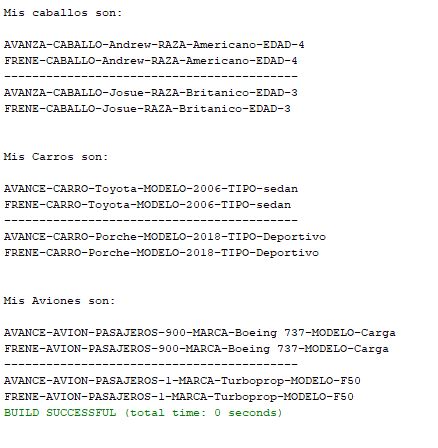 Mis caballos son:
AVANZA-CABALLO-Andrew-RAZA-Americano-EDAD-4
FRENE-CABALLO-Andrew-RAZA-Americano-EDAD-4
------------------------------------------
AVANZA-CABALLO-Josue-RAZA-Britanico-EDAD-3
FRENE-CABALLO-Josue-RAZA-Britanico-EDAD-3
Mis Carros son:
AVANCE-CARRO-Toyota-MODELO-2006-TIPO-sedan
FRENE-CARRO-Toyota-MODELO-2006-TIPO-sedan
------------------------------------------
AVANCE-CARRO-Porche-MODELO-2018-TIPO-Deportivo
FRENE-CARRO-Porche-MODELO-2018-TIPO-Deportivo
Mis Aviones son:
AVANCE-AVION-PASAJEROS-900-MARCA-Boeing 737-MODELO-Carga
FRENE-AVION-PASAJEROS-900-MARCA-Boeing 737-MODELO-Carga
------------------------------------------
AVANCE-AVION-PASAJEROS-1-MARCA-Turboprop-MODELO-F50
FRENE-AVION-PASAJEROS-1-MARCA-Turboprop-MODELO-F50
BUILD SUCCESSFUL (total time: 0 seconds)